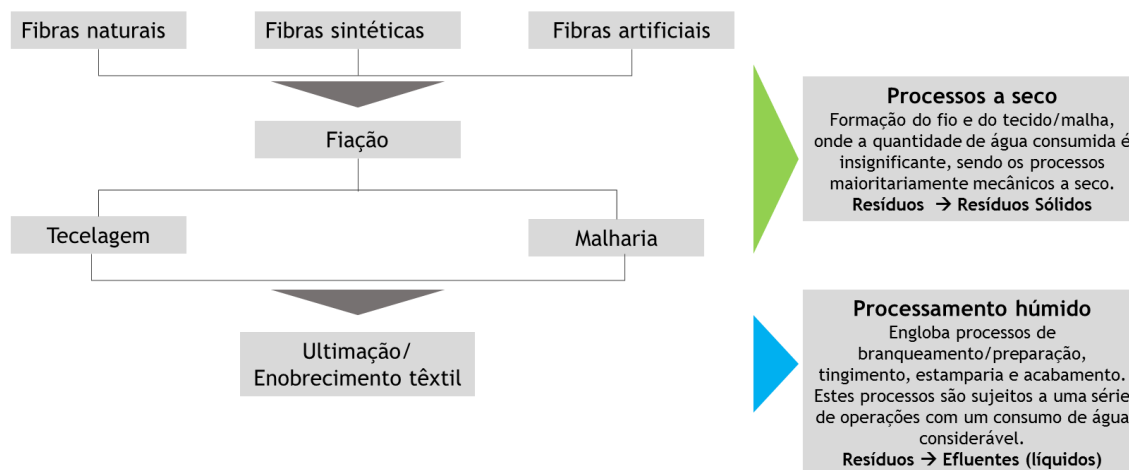 Fibras naturais
Fibras sintéticas
Fibras artificiais
Fiação
Tecelagem
Malharia
Ultimação/
Enobrecimento têxtil
Processos a seco
Formação do fio e do tecido/malha,
onde a quantidade de água consumida é
insignificante, sendo os processos
maioritariamente mecânicos a seco.
Resíduos → Resíduos Sólidos
Processamento húmido
Engloba processos de
branqueamento/preparação,
tingimento, estamparia e acabamento.
Estes processos são sujeitos a uma série
de operações com um consumo de água
considerável.
Resíduos → Efluentes (líquidos)